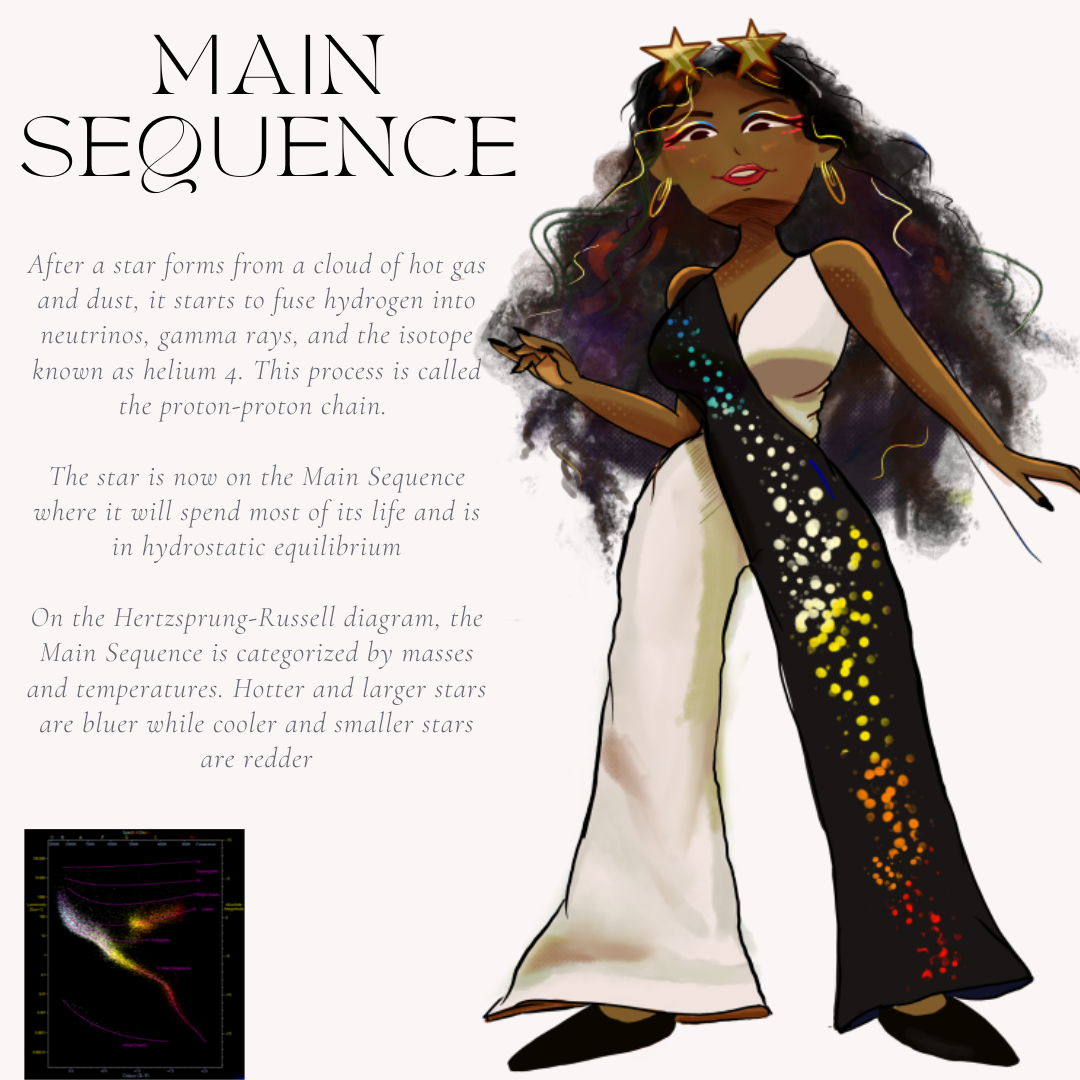 MAIN
SEQUENCE
After a star forms from a cloud of hot gas
and dust, it starts to fuse hydrogen into
neutrinos, gamma rays, and the isotope
known as helium 4. This process is called
the proton-proton chain.
The star is now on the Main Sequence
where it will spend most of its life and is
in hydrostatic equilibrium
On the Hertzsprung-Russell diagram, the
Main Sequence is categorized by masses
and temperatures. Hotter and larger stars
are bluer while cooler and smaller stars
are redder